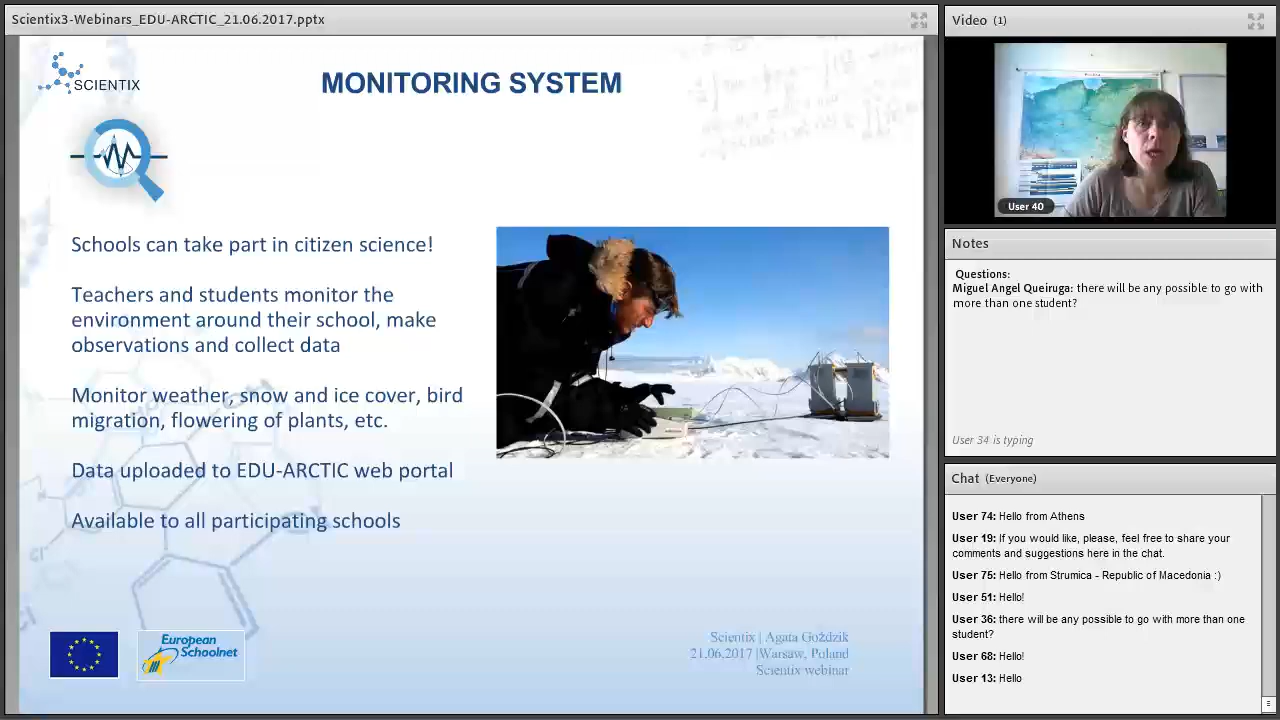 Scientix3-Webinars_EDU-ARCTIC_21.06.2017.pptx
SCIENTIX
MONITORING SYSTEM
Schools can take part in citizen science!
Teachers and students monitor the
environment around their school, make
observations and collect data
Monitor weather, snow and ice cover, bird
migration, flowering of plants, etc.
Data uploaded to EDU-ARCTIC web portal
Available to all participating schools
European
Schoolnet
Scientix | Agata Goździk
21.06.2017 |Warsaw, Poland
Scientix webinar
Video (1)
User 40
Notes
Questions:
Miguel Angel Queiruga: there will be any possible to go with
more than one student?
User 34 is typing
Chat (Everyone)
User 74: Hello from Athens
User 19: If you would like, please, feel free to share your
comments and suggestions here in the chat.
User 75: Hello from Strumica - Republic of Macedonia :)
User 51: Hello!
User 36: there will be any possible to go with more than one
student?
User 68: Hello!
User 13: Hello